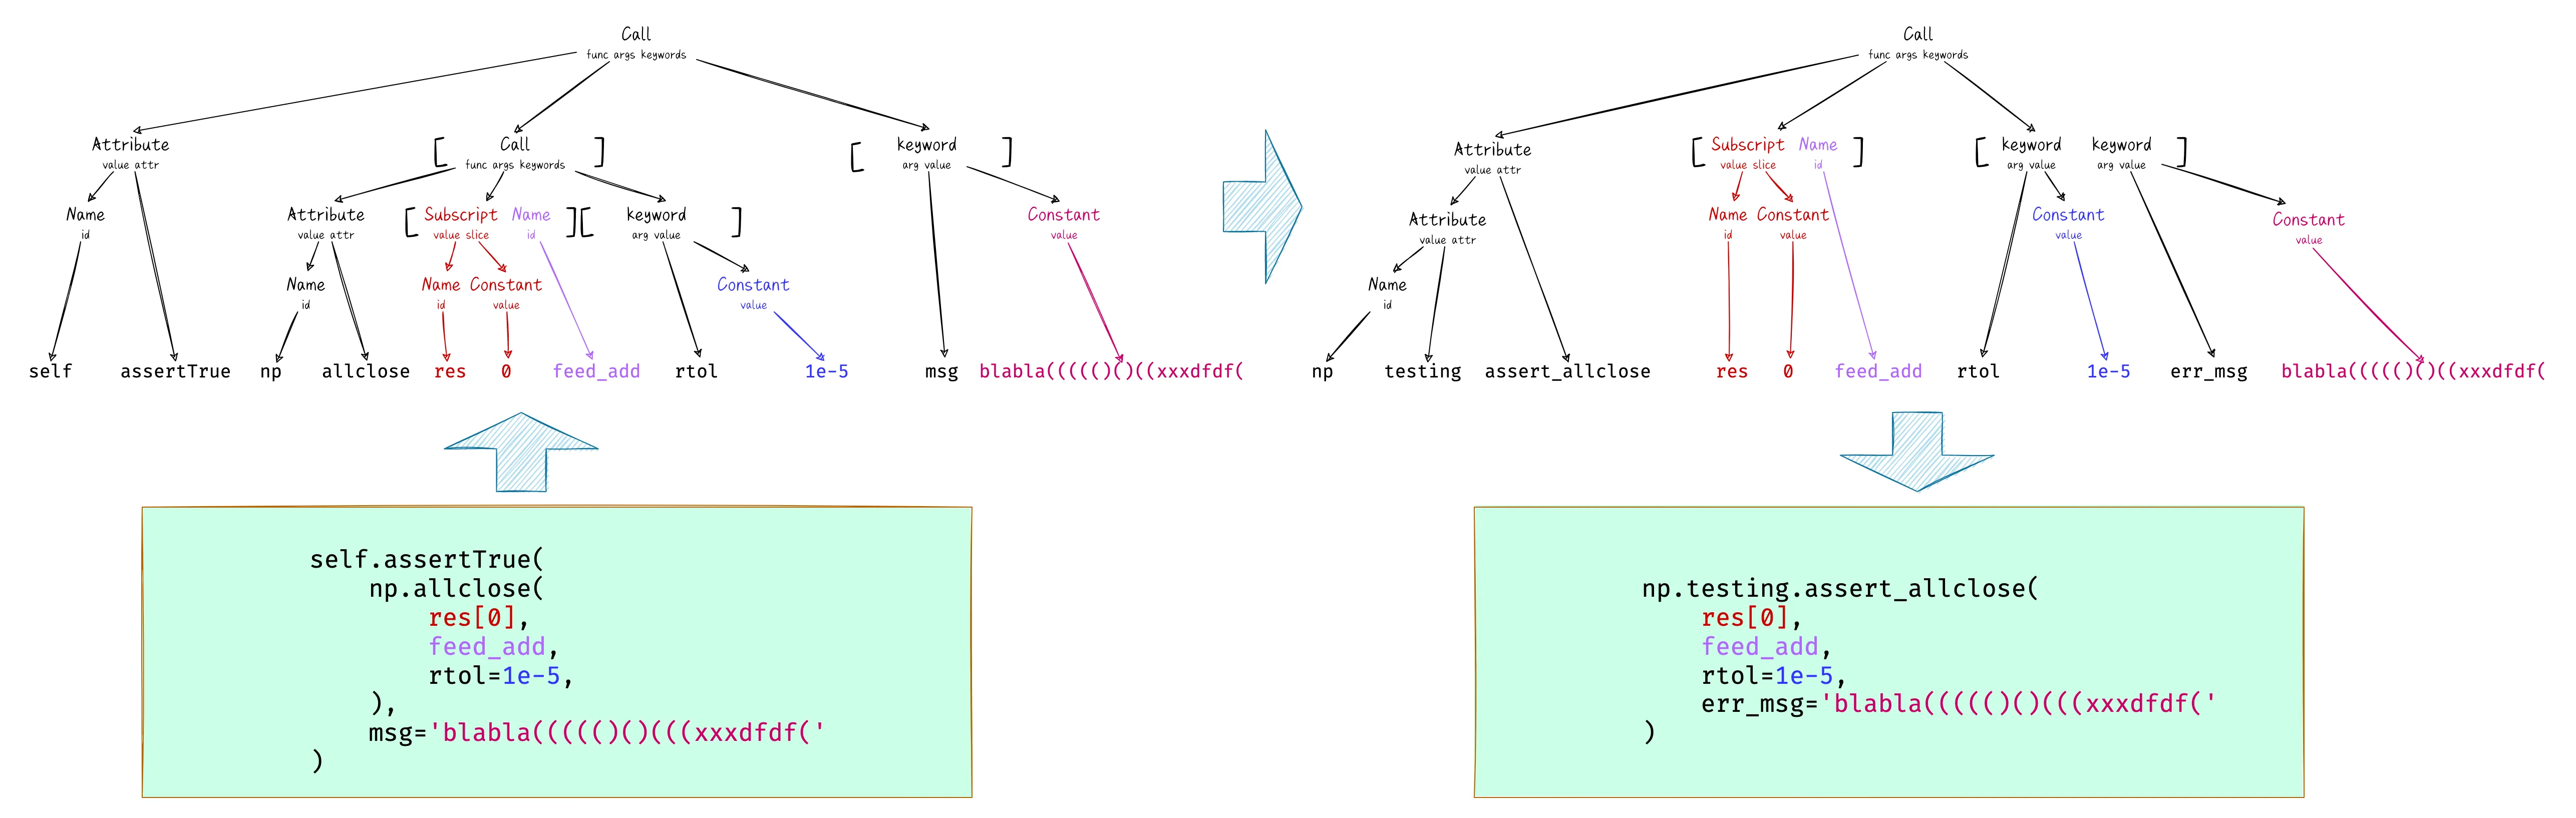 Call
func args keywords
Attribute
value attr
[ Call ]
func args keywords
[ keyword ]
arg value
Name
id
Attribute
value attr
[ Subscript Name ]
value slice id
[ keyword ]
arg value
Constant
value
Name
id
Name Constant
id value
Constant
value
self assertTrue np allclose res 0 feed_add rtol 1e-5 msg blabla((((()()((xxxdfdf(
Call
func args keywords
Attribute
value attr
[ Subscript Name ]
value slice id
[ keyword keyword ]
arg value arg value
Attribute
value attr
Name Constant
id value
Constant
value
Constant
value
Name
id
np testing assert_allclose res 0 feed_add rtol 1e-5 err_msg blabla((((()()((xxxdfdf(
self.assertTrue(
np.allclose(
res[0],
feed_add,
rtol=1e-5,
),
msg='blabla((((()()(((xxxdfdf('
)
np.testing.assert_allclose(
res[0],
feed_add,
rtol=1e-5,
err_msg='blabla((((()()(((xxxdfdf('
)